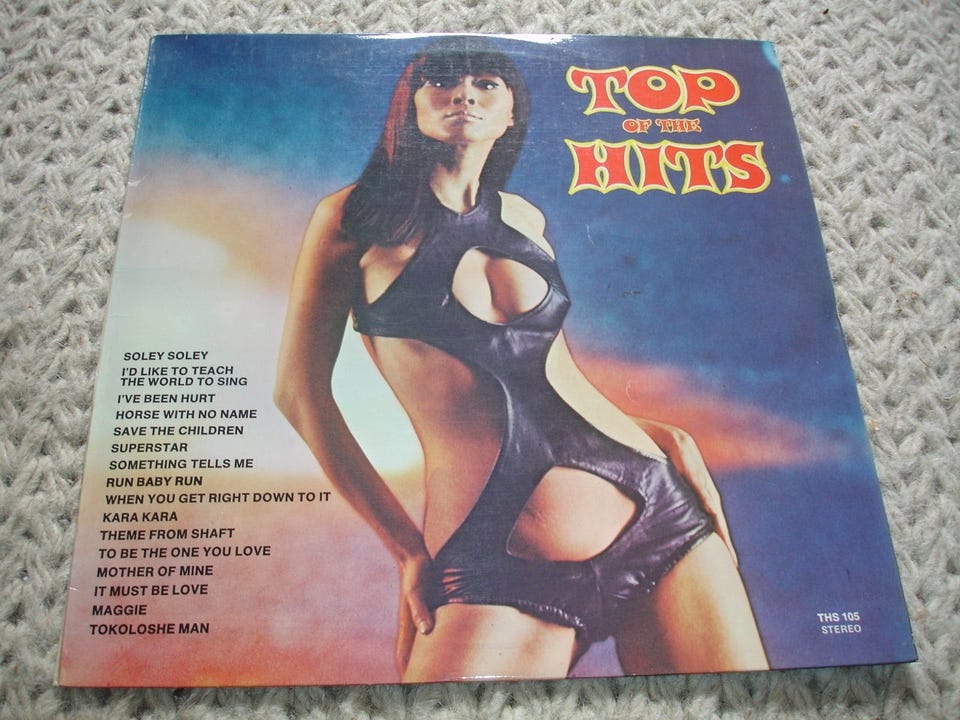 TOP
OF THE
HITS
SOLEY SOLEY
I'D LIKE TO TEACH
THE WORLD TO SING
I'VE BEEN HURT
HORSE WITH NO NAME
SAVE THE CHILDREN
SUPERSTAR
SOMETHING TELLS ME
RUN BABY RUN
WHEN YOU GET RIGHT DOWN TO IT
KARA KARA
THEME FROM SHAFT
TO BE THE ONE YOU LOVE
MOTHER OF MINE
IT MUST BE LOVE
MAGGIE
TOKOLOSHE MAN
THS 105
STEREO